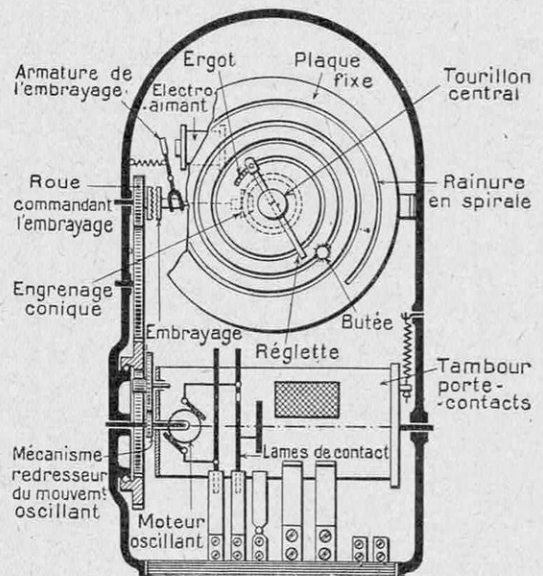 Armature de
l'embrayage
Ergot
Electro-
aimant
Plaque
fixe
Tourillon
central
Roue
commandant
l'embrayage
Rainure
en spirale
Engrenage
conique
Embrayage
Réglette
Butée
Tambour
porte-
-contacts
Mécanisme
redresseur
du mouvemt
oscillant
Moteur
oscillant
Lames de contact